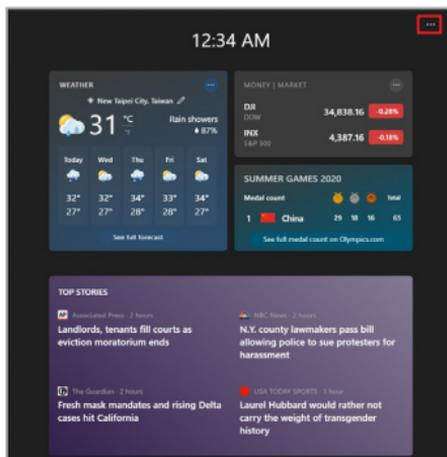 12:34 AM
WEATHER
New Taipei City, Taiwan
31 °C
°F
Rain showers
87%
Today Wed Thu Fri Sat
32° 32° 34° 33° 34°
27° 27° 28° 28° 27°
See full forecast
MONEY | MARKET
DJI
DOW
34,838.16 -0.28%
INX
S&P 500
4,387.16 -0.18%
SUMMER GAMES 2020
Medal count Total
1 China 29 18 16 63
See full medal count on Olympics.com
TOP STORIES
AP Associated Press · 2 hours
Landlords, tenants fill courts as
eviction moratorium ends
NBC News · 2 hours
N.Y. county lawmakers pass bill
allowing police to sue protesters for
harassment
The Guardian · 2 hours
Fresh mask mandates and rising Delta
cases hit California
USA TODAY SPORTS · 1 hour
Laurel Hubbard would rather not
carry the weight of transgender
history